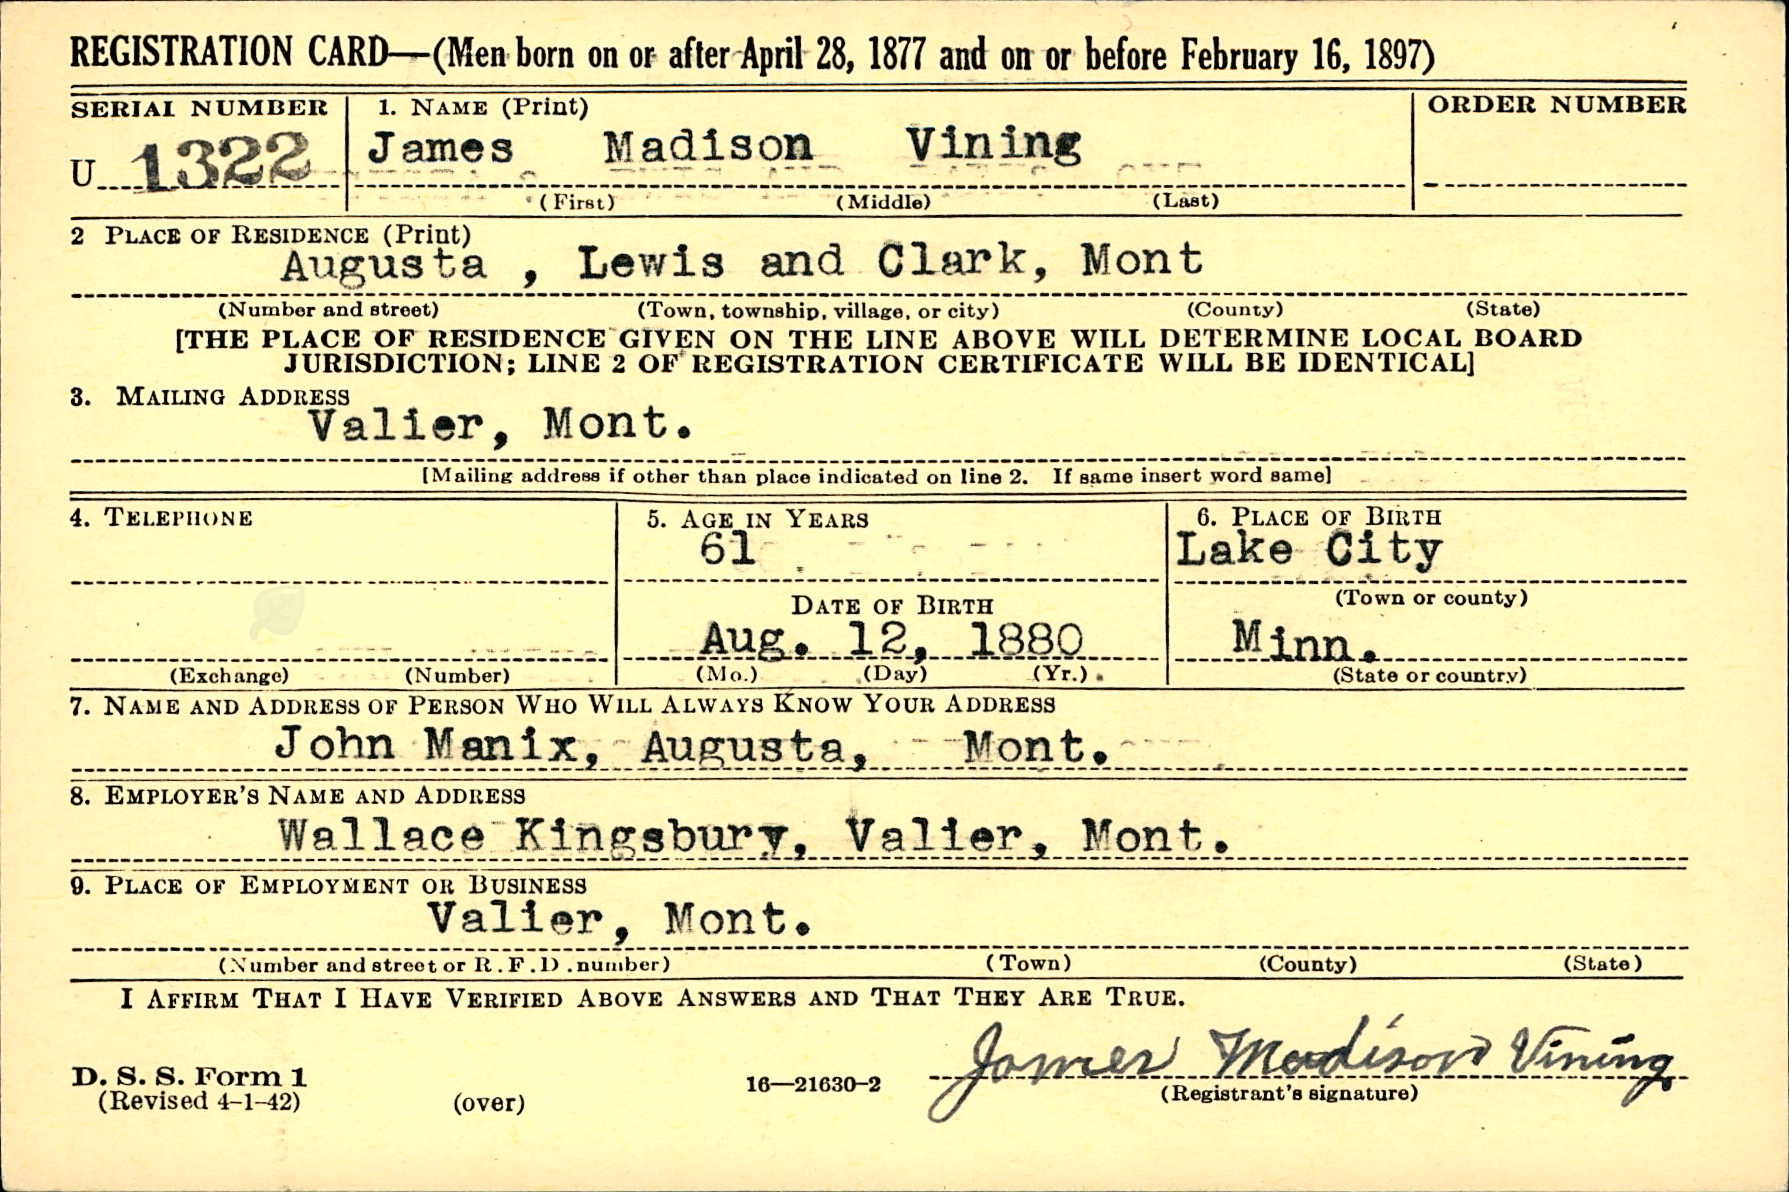 REGISTRATION CARD—(Men born on or after April 28, 1877 and on or before February 16, 1897)
SERIAL NUMBER 1. NAME (Print) ORDER NUMBER
U 1322 James Madison Vining
(First) (Middle) (Last)
2 PLACE OF RESIDENCE (Print)
Augusta , Lewis and Clark, Mont
(Number and street) (Town, township, village, or city) (County) (State)
[THE PLACE OF RESIDENCE GIVEN ON THE LINE ABOVE WILL DETERMINE LOCAL BOARD
JURISDICTION; LINE 2 OF REGISTRATION CERTIFICATE WILL BE IDENTICAL]
3. MAILING ADDRESS
Valier, Mont.
[Mailing address if other than place indicated on line 2. If same insert word same]
4. TELEPHONE 5. AGE IN YEARS 6. PLACE OF BIRTH
61 Lake City
DATE OF BIRTH (Town or county)
Aug. 12, 1880 Minn.
(Exchange) (Number) (Mo.) (Day) (Yr.) (State or country)
7. NAME AND ADDRESS OF PERSON WHO WILL ALWAYS KNOW YOUR ADDRESS
John Manix, Augusta, Mont.
8. EMPLOYER'S NAME AND ADDRESS
Wallace Kingsbury, Valier, Mont.
9. PLACE OF EMPLOYMENT OR BUSINESS
Valier, Mont.
(Number and street or R.F.D. number) (Town) (County) (State)
I AFFIRM THAT I HAVE VERIFIED ABOVE ANSWERS AND THAT THEY ARE TRUE.
James Madison Vining
D. S. S. Form 1 16—21630-2 (Registrant's signature)
(Revised 4-1-42) (over)